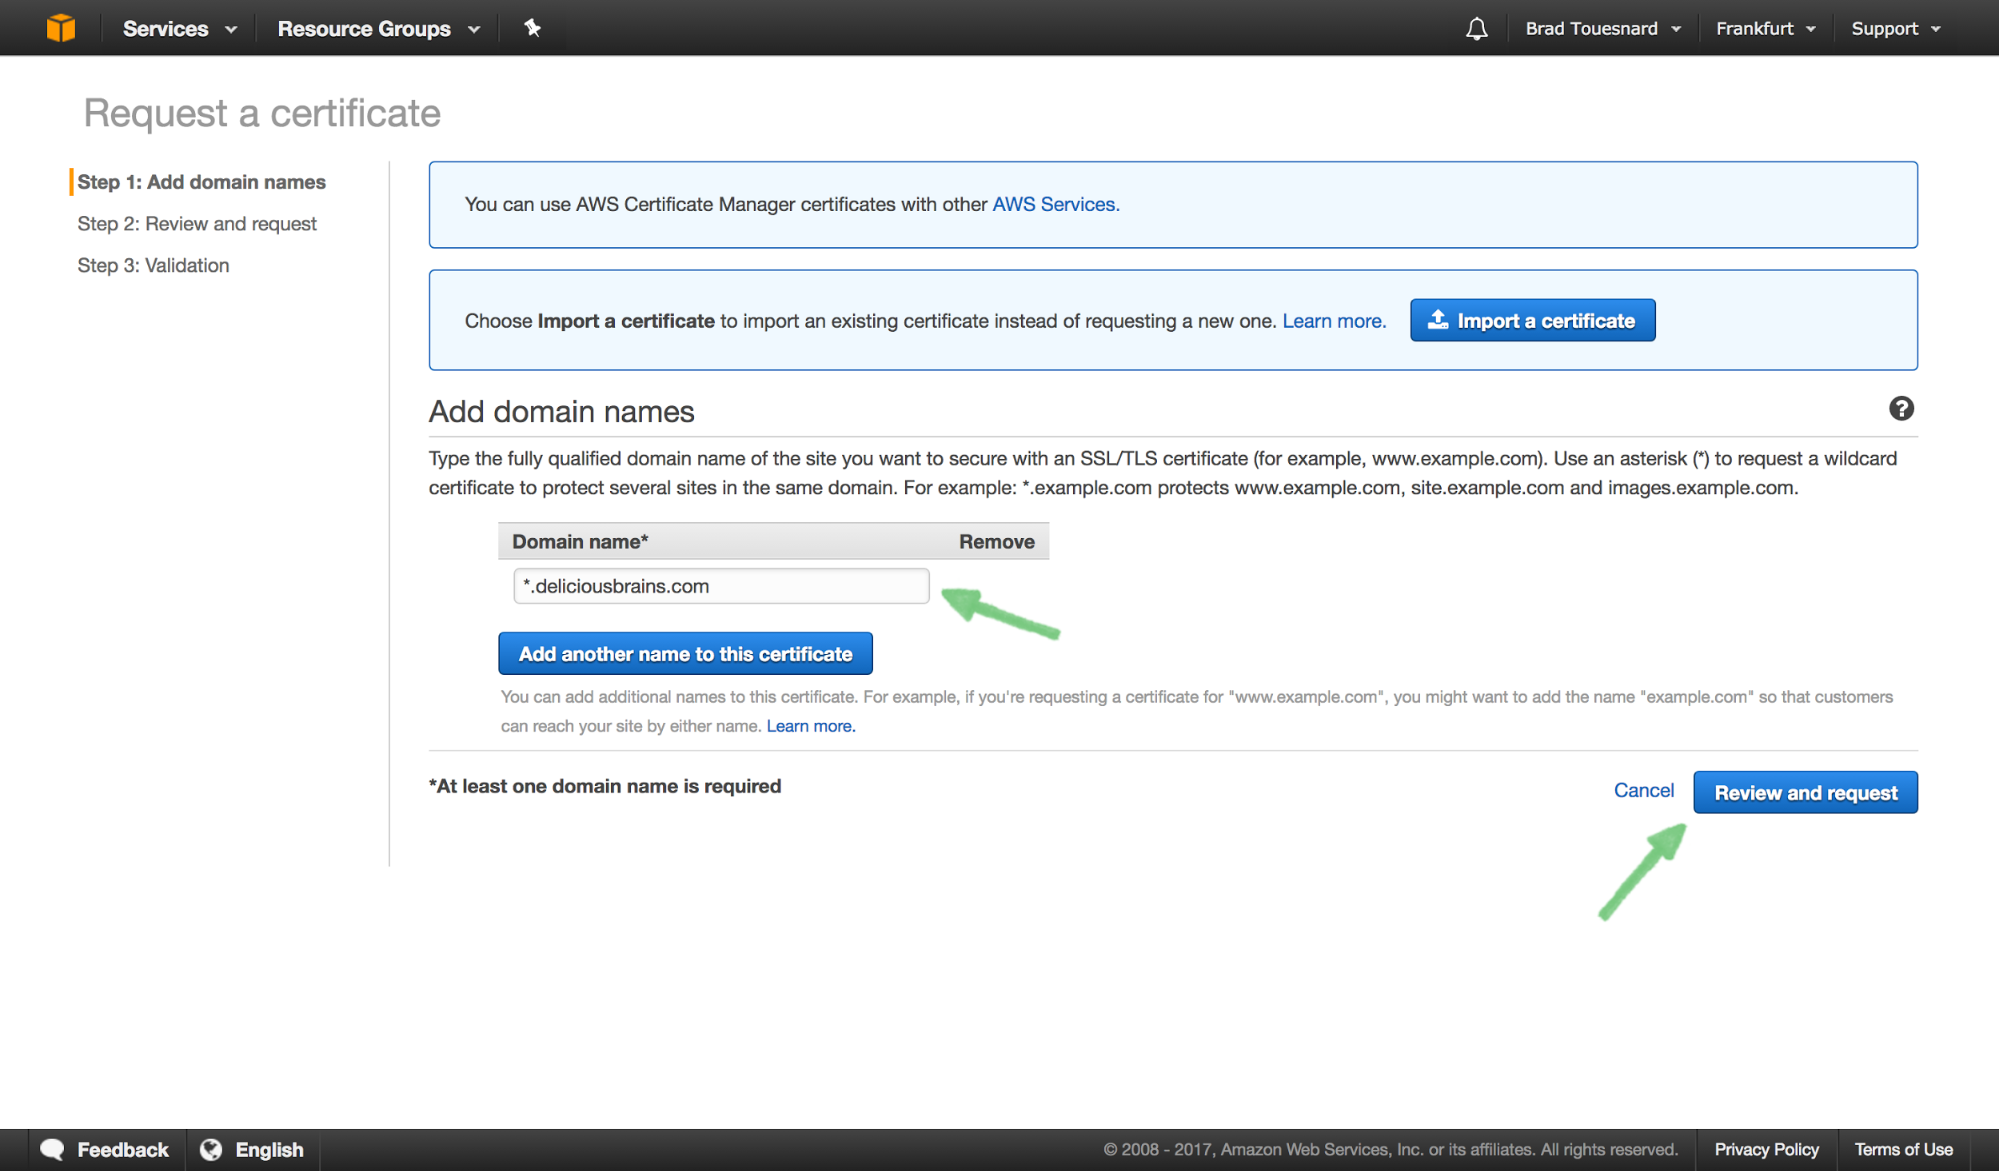 Services
Resource Groups
Brad Touesnard
Frankfurt
Support
Request a certificate
Step 1: Add domain names
Step 2: Review and request
Step 3: Validation
You can use AWS Certificate Manager certificates with other AWS Services.
Choose Import a certificate to import an existing certificate instead of requesting a new one. Learn more.
Import a certificate
Add domain names
?
Type the fully qualified domain name of the site you want to secure with an SSL/TLS certificate (for example, www.example.com). Use an asterisk (*) to request a wildcard
certificate to protect several sites in the same domain. For example: *.example.com protects www.example.com, site.example.com and images.example.com.
Domain name*
Remove
*.deliciousbrains.com
Add another name to this certificate
You can add additional names to this certificate. For example, if you're requesting a certificate for "www.example.com", you might want to add the name "example.com" so that customers
can reach your site by either name. Learn more.
*At least one domain name is required
Cancel
Review and request
Feedback
English
© 2008 - 2017, Amazon Web Services, Inc. or its affiliates. All rights reserved.
Privacy Policy
Terms of Use